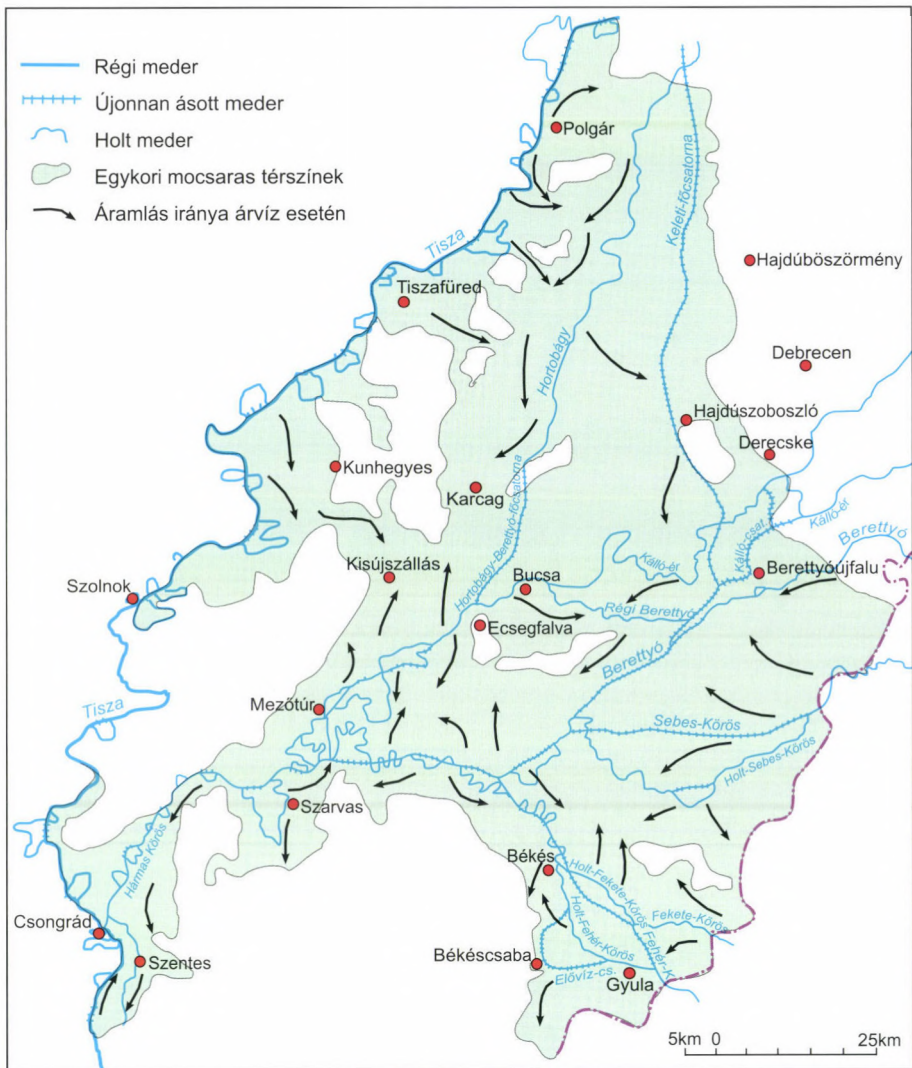 Régi meder
Újonnan ásott meder
Holt meder
Egykori mocsaras térszínek
Áramlás iránya árvíz esetén
Polgár
Keleti-főcsatorna
Tisza
Hajdúböszörmény
Tiszafüred
Hortobágy
Debrecen
Hajdúszoboszló
Derecske
Kunhegyes
Karcag
Hortobágy-Berettyó-főcsatorna
Kálló-csat.
Kálló-ér
Berettyó
Kisújszállás
Bucsa
Kálló-ér
Berettyóújfalu
Szolnok
Régi Berettyó
Ecsegfalva
Berettyó
Tisza
Mezőtúr
Sebes-Körös
Holt-Sebes-Körös
Szarvas
Hármas Körös
Békés
Holt-Fekete-Körös
Fekete-Körös
Holt-Fehér-Körös
Fehér-K.
Csongrád
Szentes
Békéscsaba
Élővíz-cs.
Gyula
5km 0 25km